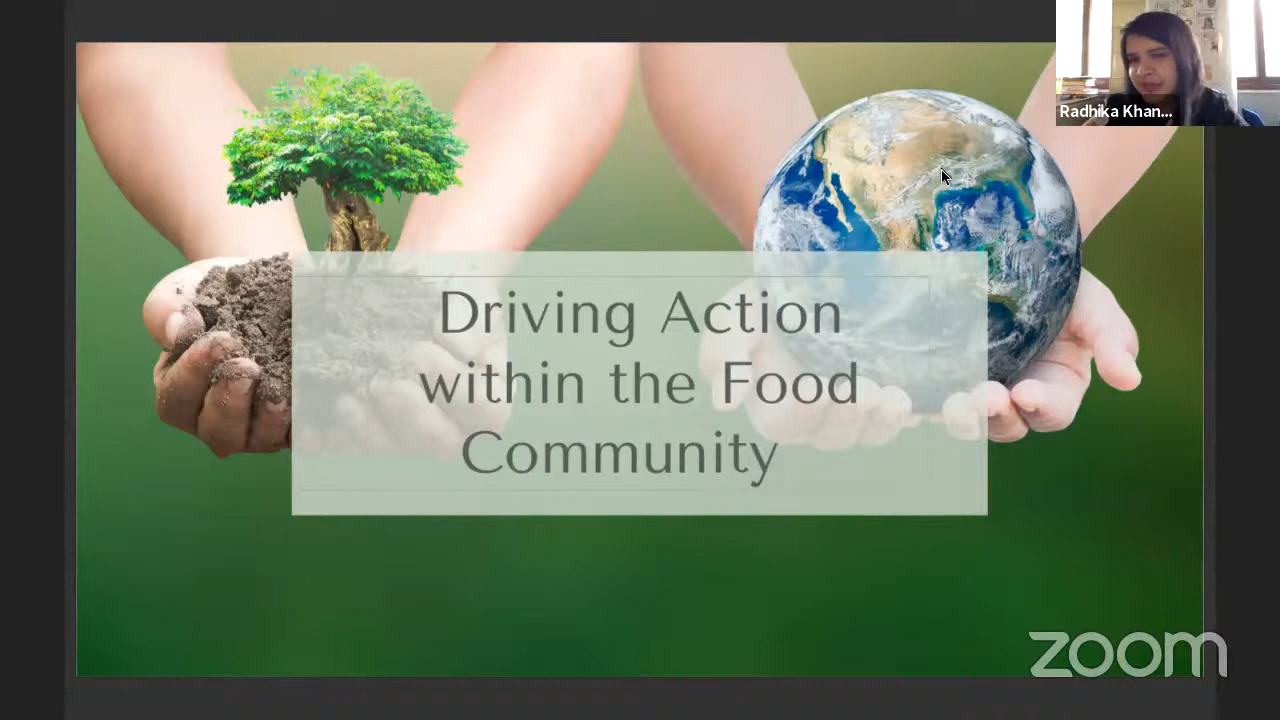 Radhika Khan...
Driving Action
within the Food
Community
zoom